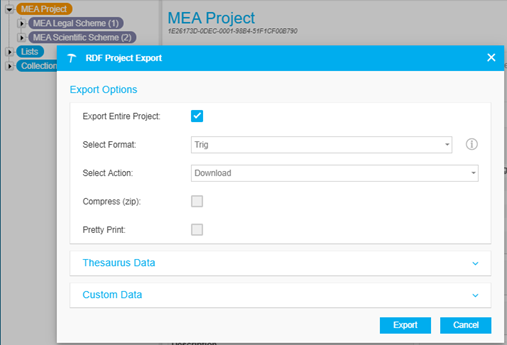 MEA Project
MEA Legal Scheme (1)
MEA Scientific Scheme (2)
Lists
Collection
MEA Project
1E26173D-0DEC-0001-98B4-51F1CF00B790
RDF Project Export
Export Options
Export Entire Project:
Select Format: Trig
Select Action: Download
Compress (zip):
Pretty Print:
Thesaurus Data
Custom Data
Export Cancel